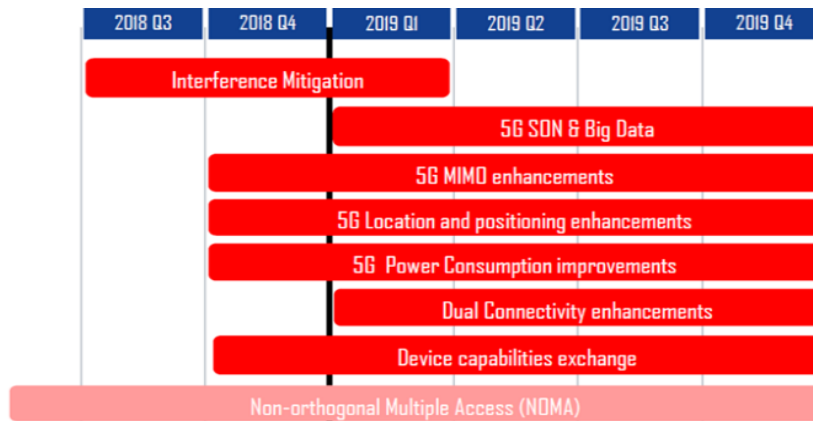 2018 Q3 2018 Q4 2019 Q1 2019 Q2 2019 Q3 2019 Q4
Interference Mitigation
5G SON & Big Data
5G MIMO enhancements
5G Location and positioning enhancements
5G Power Consumption improvements
Dual Connectivity enhancements
Device capabilities exchange
Non-orthogonal Multiple Access (NOMA)